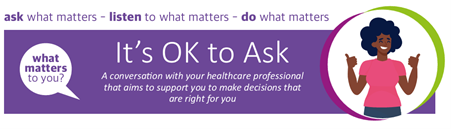 ask what matters – listen to what matters – do what matters
what
matters
to you?
It's OK to Ask
A conversation with your healthcare professional
that aims to support you to make decisions that
are right for you